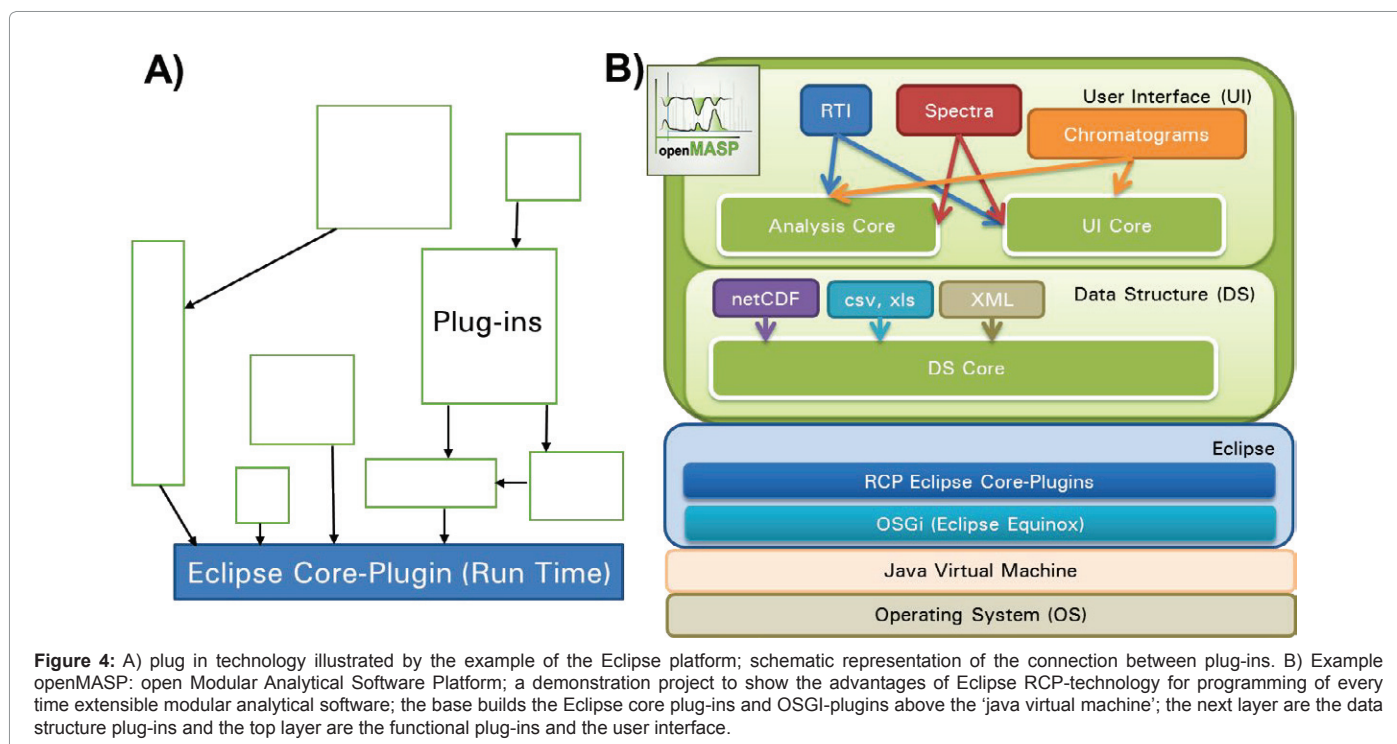 A)
Plug-ins
Eclipse Core-Plugin (Run Time)
B)
openMASP
User Interface (UI)
RTI
Spectra
Chromatograms
Analysis Core
UI Core
Data Structure (DS)
netCDF
csv, xls
XML
DS Core
Eclipse
RCP Eclipse Core-Plugins
OSGi (Eclipse Equinox)
Java Virtual Machine
Operating System (OS)
Figure 4: A) plug in technology illustrated by the example of the Eclipse platform; schematic representation of the connection between plug-ins. B) Example
openMASP: open Modular Analytical Software Platform; a demonstration project to show the advantages of Eclipse RCP-technology for programming of every
time extensible modular analytical software; the base builds the Eclipse core plug-ins and OSGI-plugins above the ‘java virtual machine’; the next layer are the data
structure plug-ins and the top layer are the functional plug-ins and the user interface.